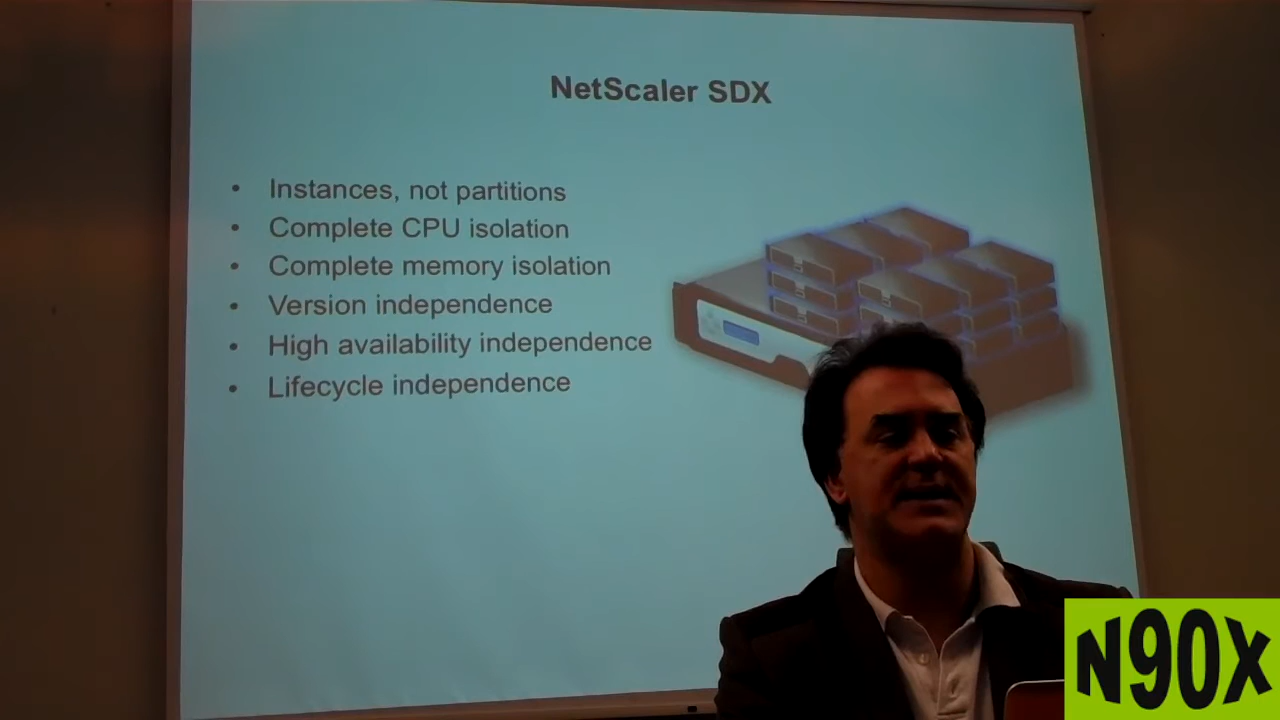 NetScaler SDX
• Instances, not partitions
• Complete CPU isolation
• Complete memory isolation
• Version independence
• High availability independence
• Lifecycle independence
N90X